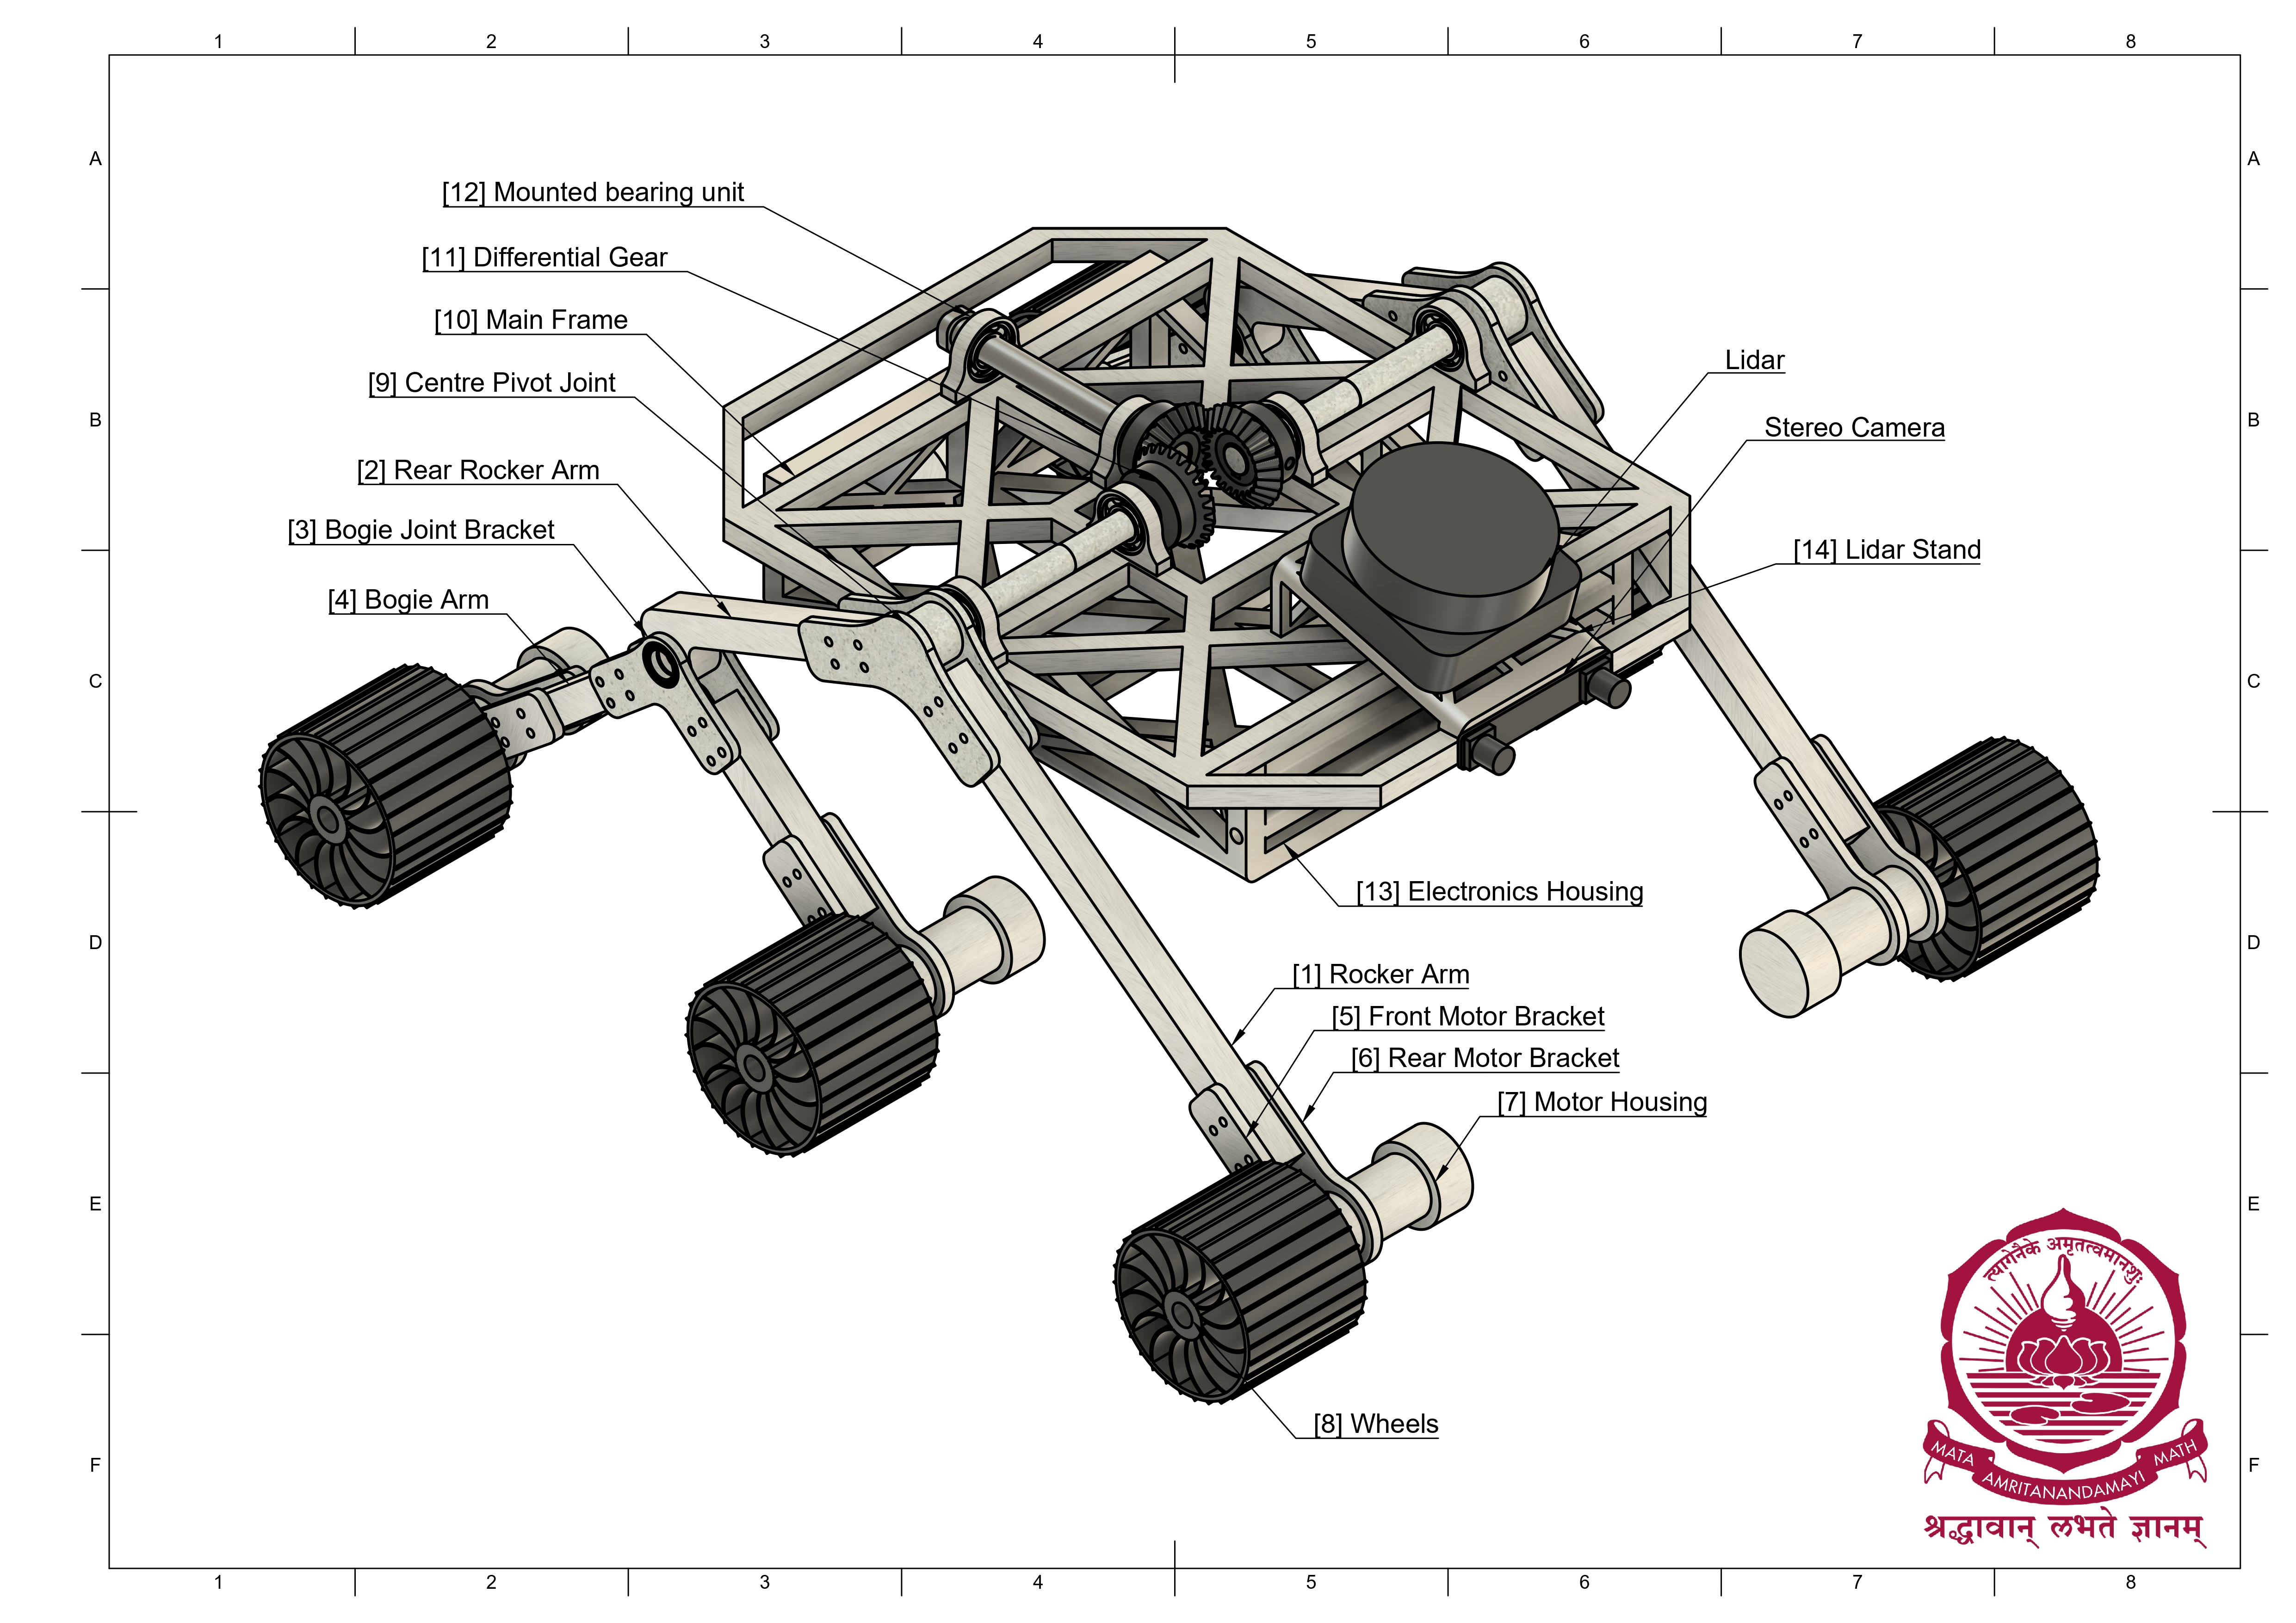 1 2 3 4 5 6 7 8
A A
[12] Mounted bearing unit
[11] Differential Gear
[10] Main Frame
[9] Centre Pivot Joint
Lidar
B B
Stereo Camera
[2] Rear Rocker Arm
[3] Bogie Joint Bracket
[14] Lidar Stand
[4] Bogie Arm
C C
[13] Electronics Housing
D D
[1] Rocker Arm
[5] Front Motor Bracket
[6] Rear Motor Bracket
[7] Motor Housing
E E
त्यागेनैके अमृतत्वमानशुः
[8] Wheels
F F
MATA AMRITANANDAMAYI MATH
श्रद्धावान् लभते ज्ञानम्
1 2 3 4 5 6 7 8